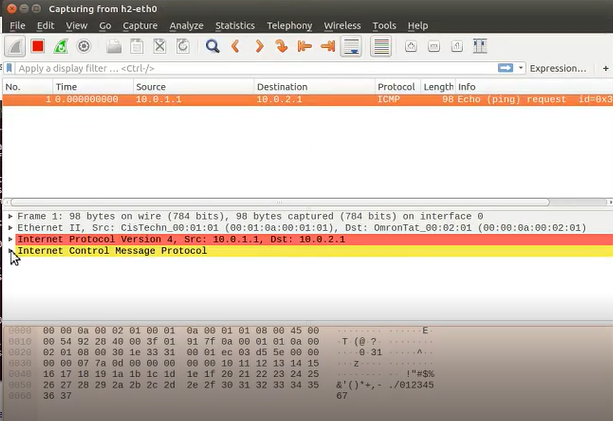 Capturing from h2-eth0
File Edit View Go Capture Analyze Statistics Telephony Wireless Tools Help
Apply a display filter ... <Ctrl-/> Expression... +
No. Time Source Destination Protocol Length Info
1 0.000000000 10.0.1.1 10.0.2.1 ICMP 98 Echo (ping) request id=0x3
Frame 1: 98 bytes on wire (784 bits), 98 bytes captured (784 bits) on interface 0
Ethernet II, Src: CisTechn_00:01:01 (00:01:0a:00:01:01), Dst: OmronTat_00:02:01 (00:00:0a:00:02:01)
Internet Protocol Version 4, Src: 10.0.1.1, Dst: 10.0.2.1
Internet Control Message Protocol
0000 00 00 0a 00 02 01 00 01 0a 00 01 01 08 00 45 00 ········ ······E·
0010 00 54 92 28 40 00 3f 01 91 7f 0a 00 01 01 0a 00 ·T·(@·?· ········
0020 02 01 08 00 30 1e 33 31 00 01 ec 03 d5 5e 00 00 ····0·31 ·····^··
0030 00 00 07 7a 0d 00 00 00 00 00 10 11 12 13 14 15 ···z···· ········
0040 16 17 18 19 1a 1b 1c 1d 1e 1f 20 21 22 23 24 25 ········ ·· !"#$%
0050 26 27 28 29 2a 2b 2c 2d 2e 2f 30 31 32 33 34 35 &'()*+,- ./012345
0060 36 37 67